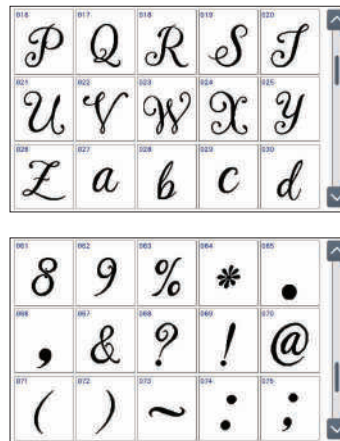 016 017 018 019 020
P Q R S T
021 022 023 024 025
U V W X Y
026 027 028 029 030
Z a b c d
061 062 063 064 065
8 9 % * .
066 067 068 069 070
, & ? ! @
071 072 073 074 075
( ) ~ : ;